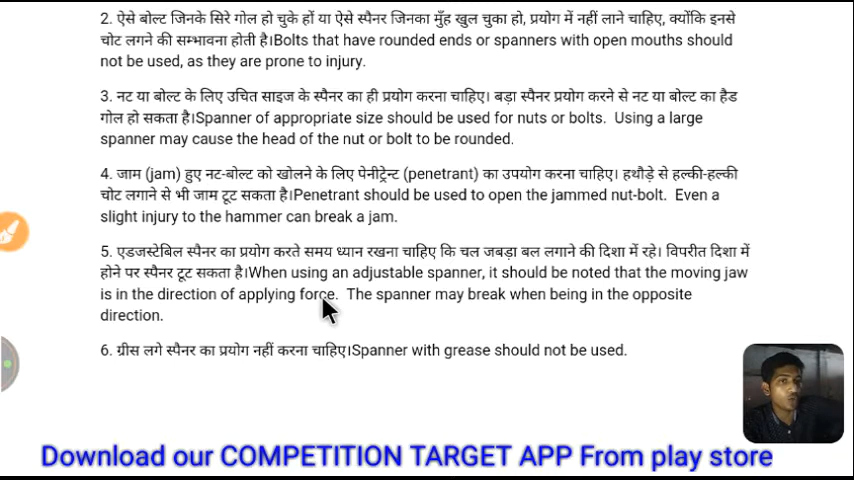 2. ऐसे बोल्ट जिनके सिरे गोल हो चुके हों या ऐसे स्पैनर जिनका मुँह खुल चुका हो, प्रयोग में नहीं लाने चाहिए, क्योंकि इनसे
चोट लगने की सम्भावना होती है।Bolts that have rounded ends or spanners with open mouths should
not be used, as they are prone to injury.
3. नट या बोल्ट के लिए उचित साइज के स्पैनर का ही प्रयोग करना चाहिए। बड़ा स्पैनर प्रयोग करने से नट या बोल्ट का हैड
गोल हो सकता है।Spanner of appropriate size should be used for nuts or bolts. Using a large
spanner may cause the head of the nut or bolt to be rounded.
4. जाम (jam) हुए नट-बोल्ट को खोलने के लिए पेनीट्रेन्ट (penetrant) का उपयोग करना चाहिए। हथौड़े से हल्की-हल्की
चोट लगाने से भी जाम टूट सकता है।Penetrant should be used to open the jammed nut-bolt. Even a
slight injury to the hammer can break a jam.
5. एडजस्टेबिल स्पैनर का प्रयोग करते समय ध्यान रखना चाहिए कि चल जबड़ा बल लगाने की दिशा में रहे। विपरीत दिशा में
होने पर स्पैनर टूट सकता है।When using an adjustable spanner, it should be noted that the moving jaw
is in the direction of applying force. The spanner may break when being in the opposite
direction.
6. ग्रीस लगे स्पैनर का प्रयोग नहीं करना चाहिए।Spanner with grease should not be used.
Download our COMPETITION TARGET APP From play store